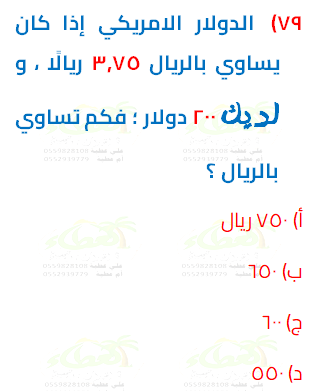 ٧٩) الدولار الامريكي إذا كان
يساوي بالريال ٣,٧٥ ريالًا ، و
لديك ٢٠٠ دولار ؛ فكم تساوي
بالريال ؟
أ) ٧٥٠ ريال
ب) ٦٥٠
ج) ٦٠٠
د) ٥٥٠